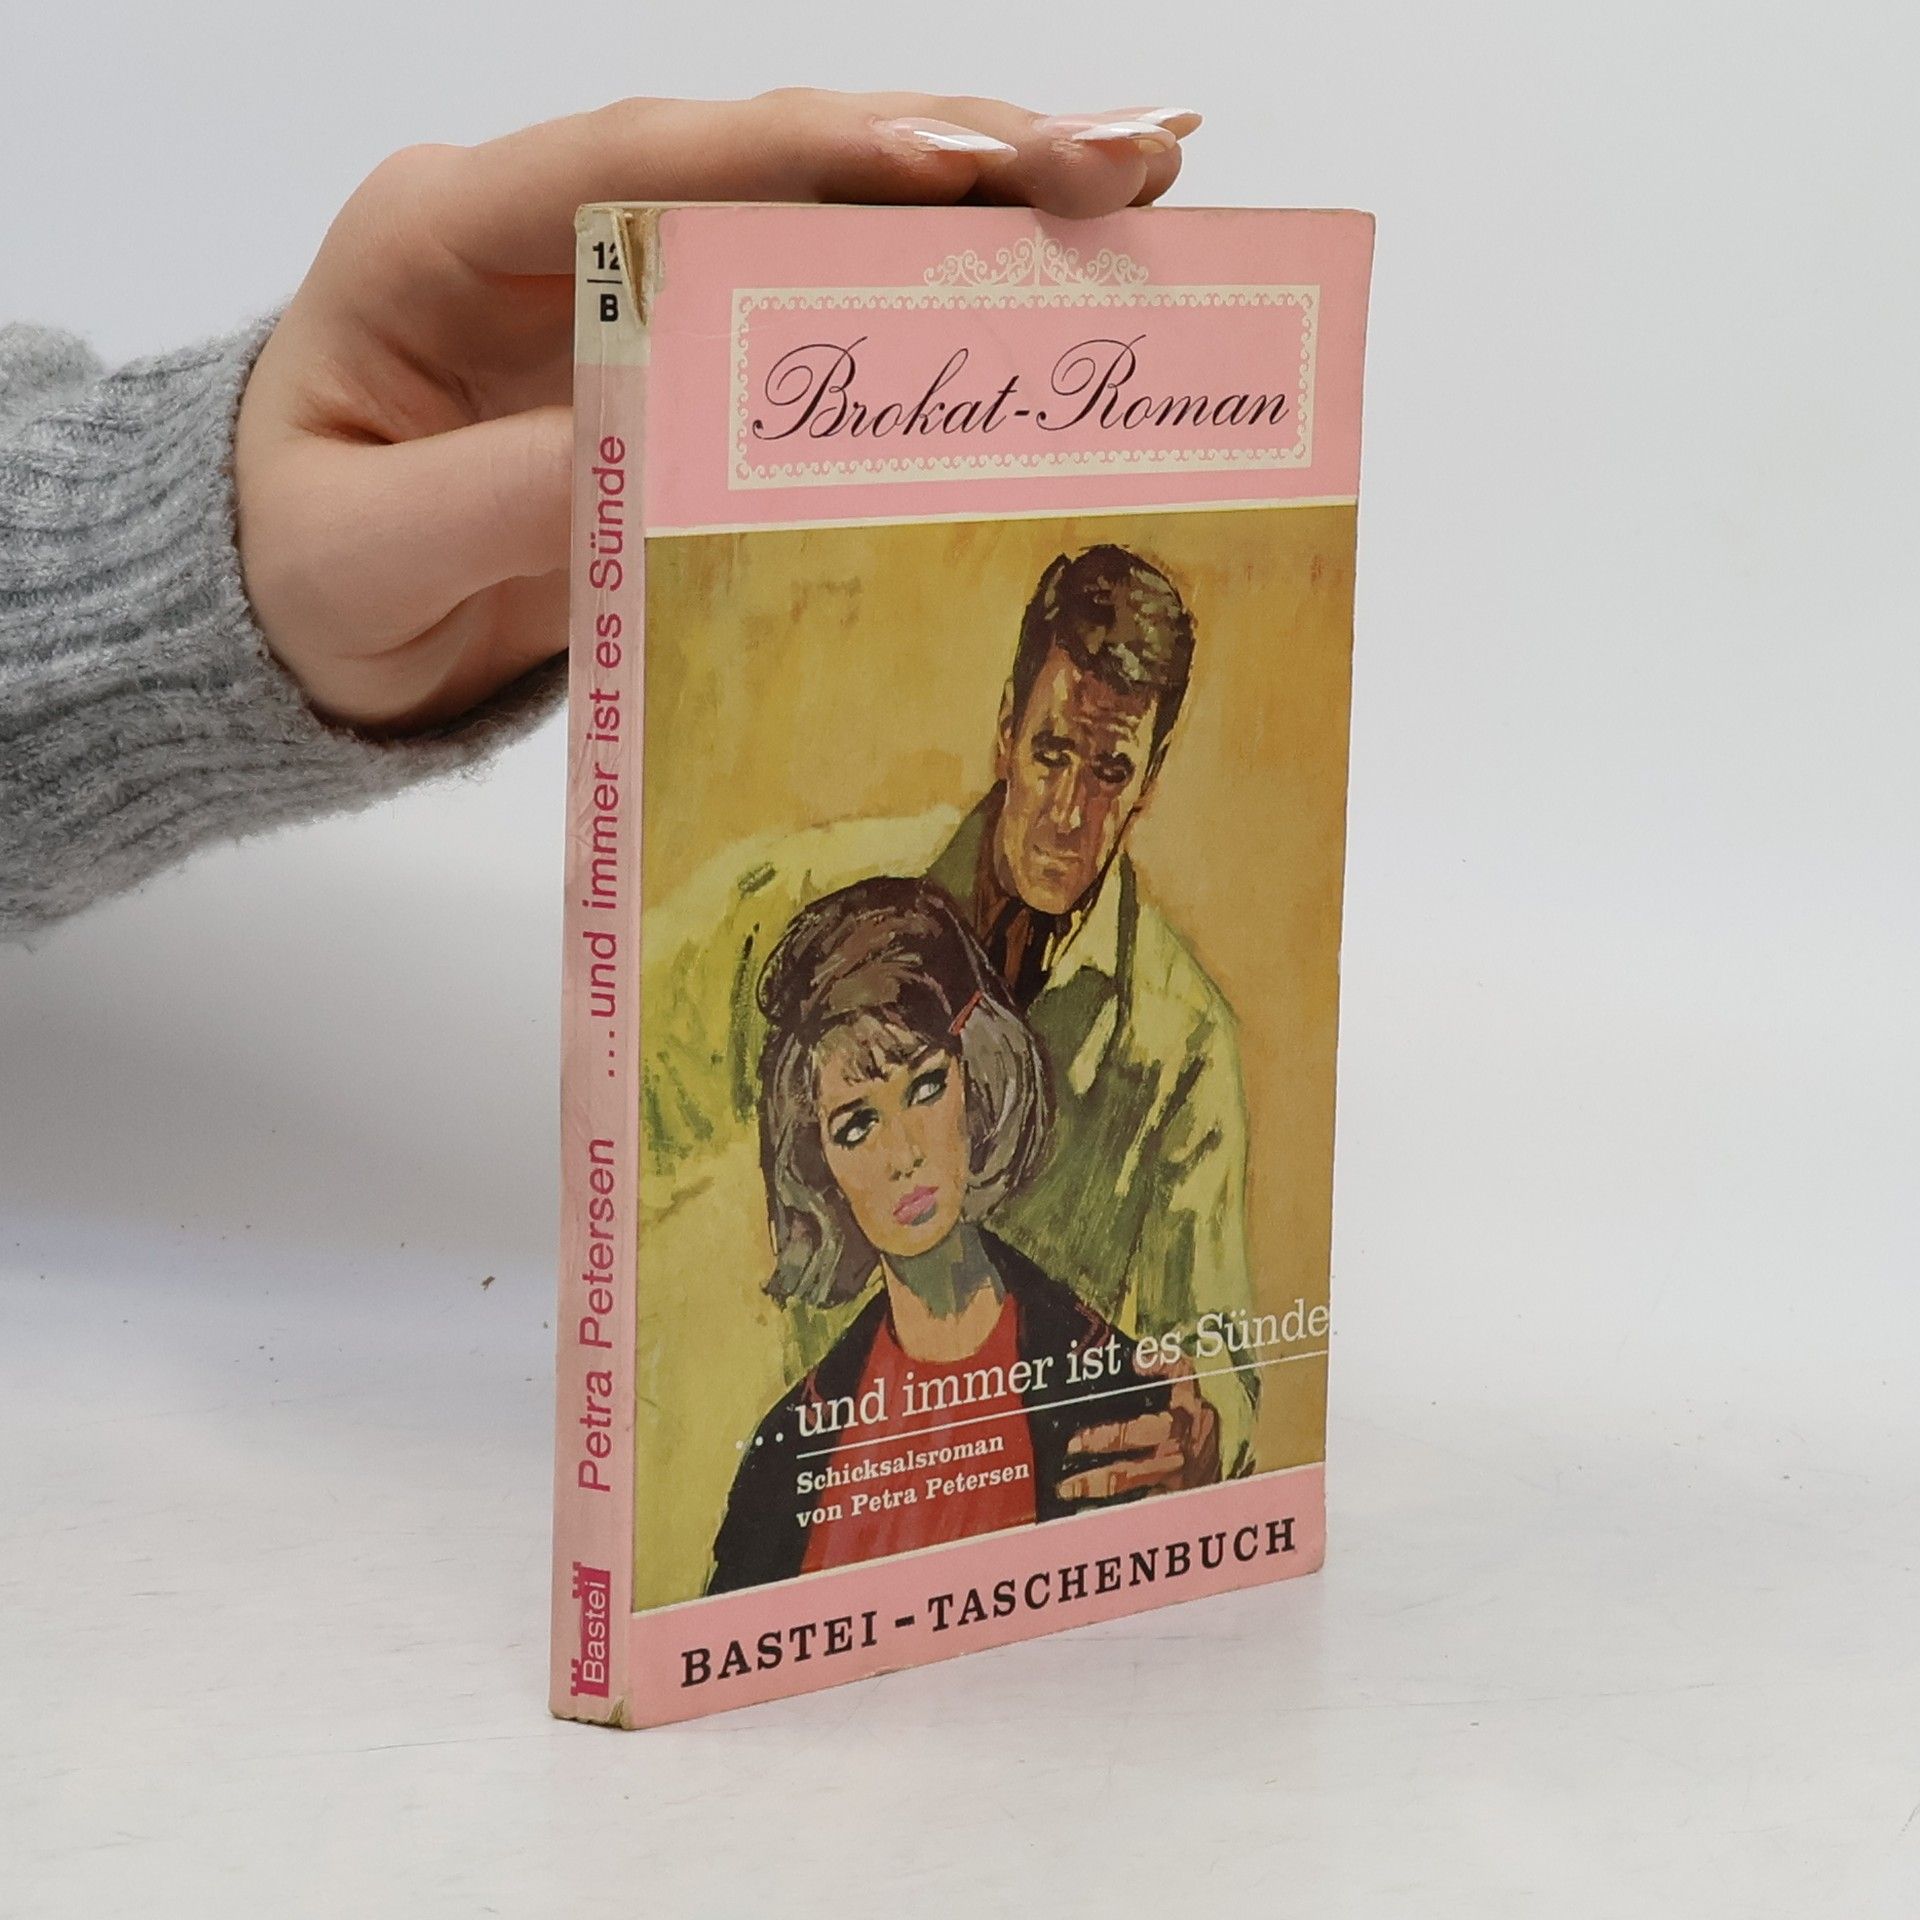 12
B
Petra Petersen ...und immer ist es Sünde
Bastei
Brokat-Roman
...und immer ist es Sünde
Schicksalsroman
von Petra Petersen
BASTEI-TASCHENBUCH